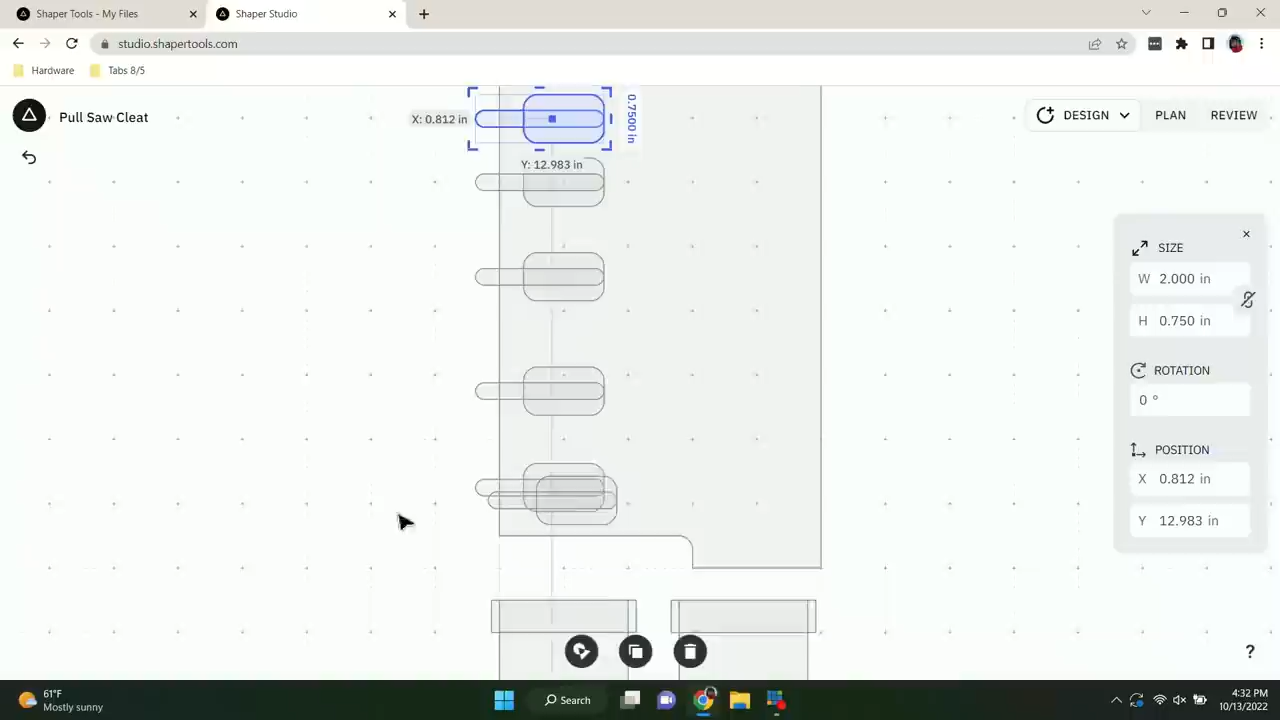 Shaper Tools - My Files
Shaper Studio
studio.shapertools.com
Hardware
Tabs 8/5
Pull Saw Cleat
DESIGN
PLAN
REVIEW
X: 0.812 in
0.7500 in
Y: 12.983 in
SIZE
W 2.000 in
H 0.750 in
ROTATION
0 °
POSITION
X 0.812 in
Y 12.983 in
?
61°F
Mostly sunny
Search
4:32 PM
10/13/2022